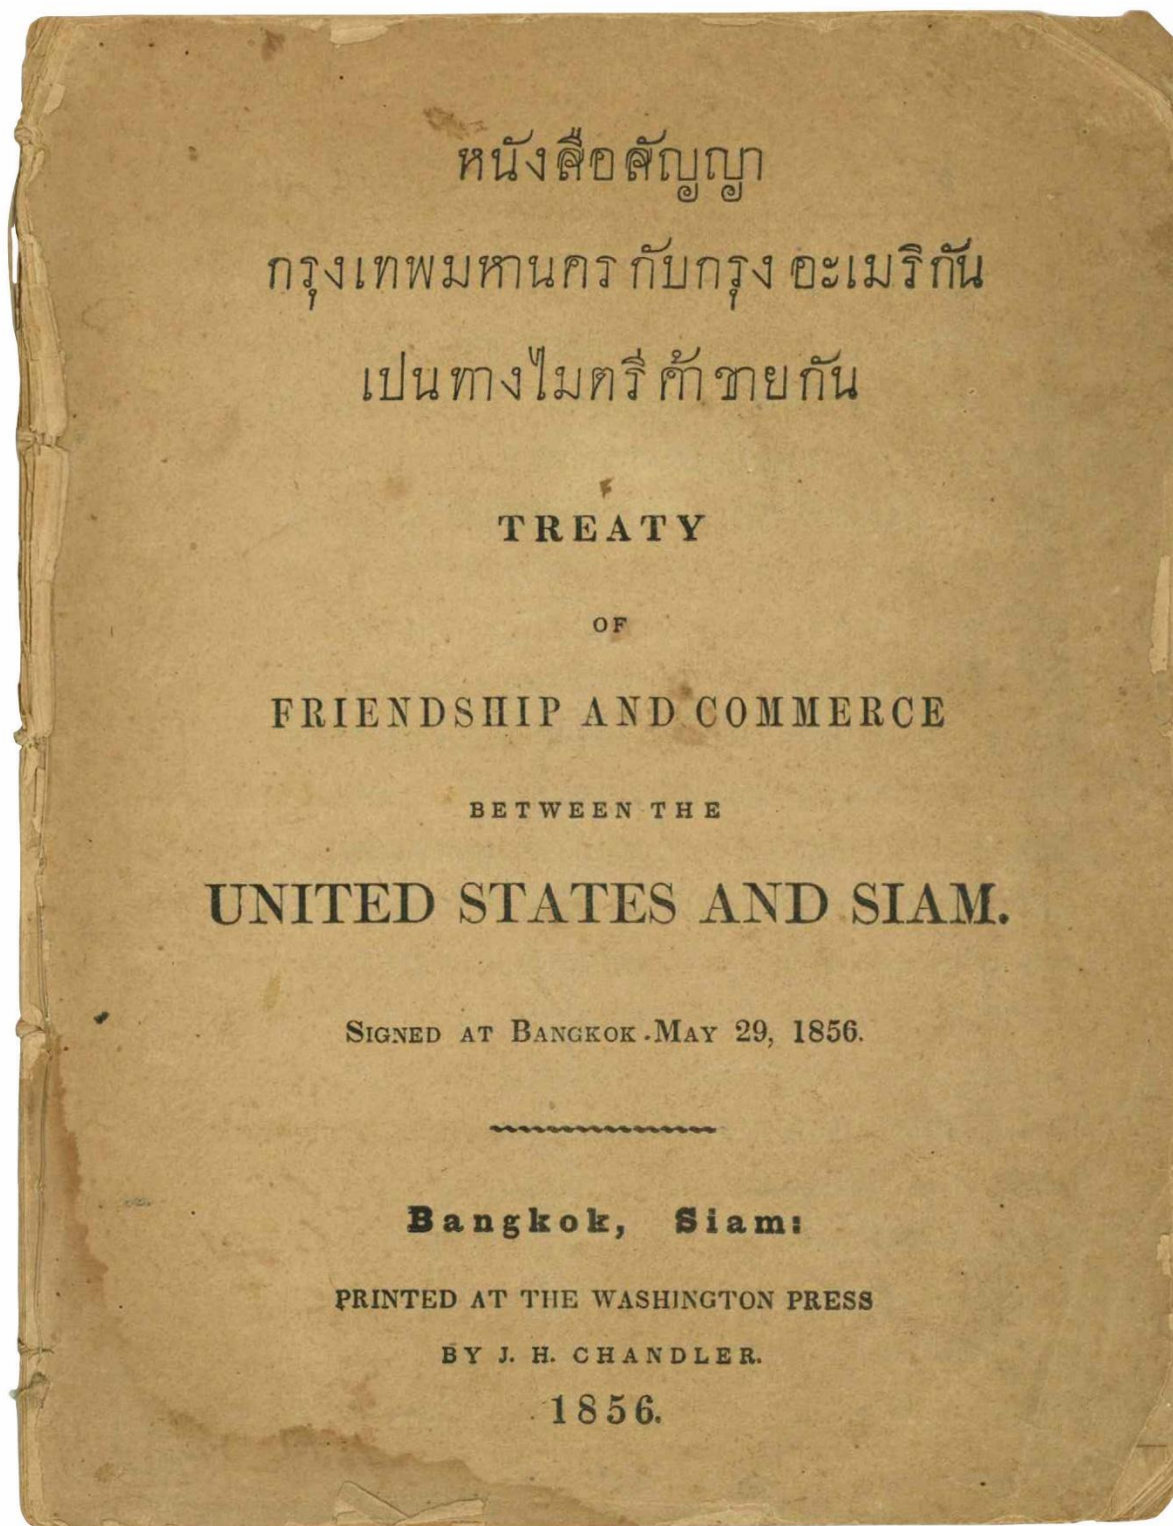 หนังสือสัญญา
กรุงเทพมหานคร กับกรุง อะเมริกัน
เปนทางไมตรี ค้าขายกัน
TREATY
OF
FRIENDSHIP AND COMMERCE
BETWEEN THE
UNITED STATES AND SIAM.
SIGNED AT BANGKOK. MAY 29, 1856.
Bangkok, Siam:
PRINTED AT THE WASHINGTON PRESS
BY J. H. CHANDLER.
1856.